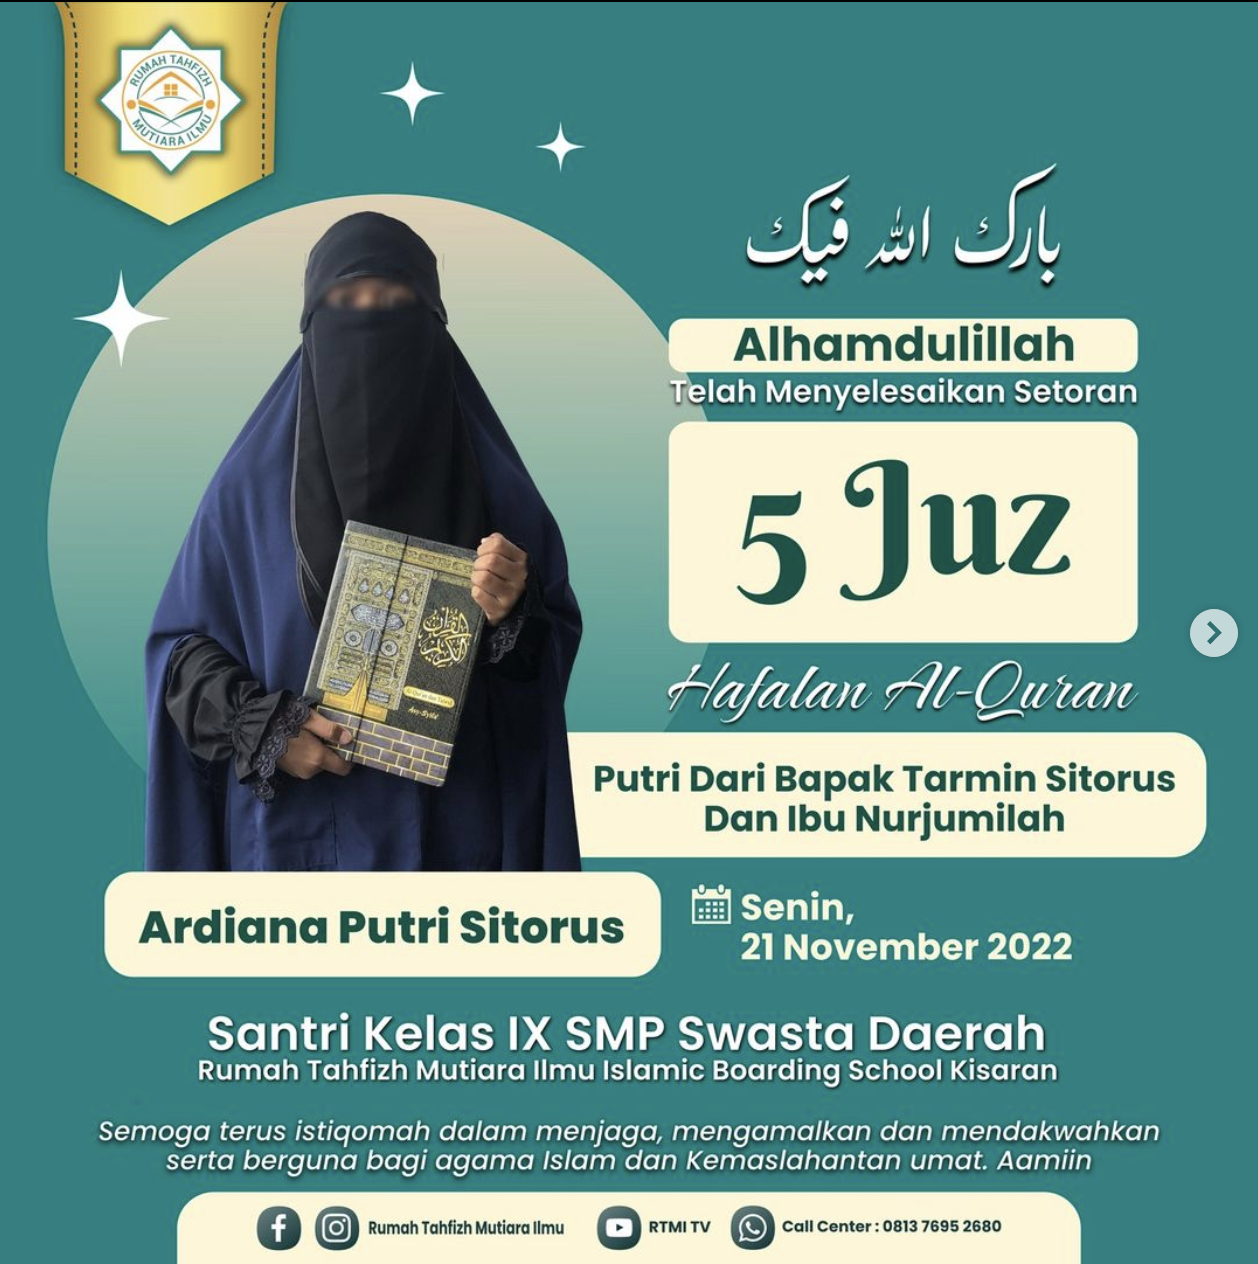 RUMAH TAHFIZH
MUTIARA ILMU
بارك الله فيك
Alhamdulillah
Telah Menyelesaikan Setoran
5 Juz
Hafalan Al-Quran
القرآن
الكريم
Asy-Syifa'
Putri Dari Bapak Tarmin Sitorus
Dan Ibu Nurjumilah
Ardiana Putri Sitorus
Senin,
21 November 2022
Santri Kelas IX SMP Swasta Daerah
Rumah Tahfizh Mutiara Ilmu Islamic Boarding School Kisaran
Semoga terus istiqomah dalam menjaga, mengamalkan dan mendakwahkan
serta berguna bagi agama Islam dan Kemaslahantan umat. Aamiin
Rumah Tahfizh Mutiara Ilmu RTMI TV Call Center : 0813 7695 2680